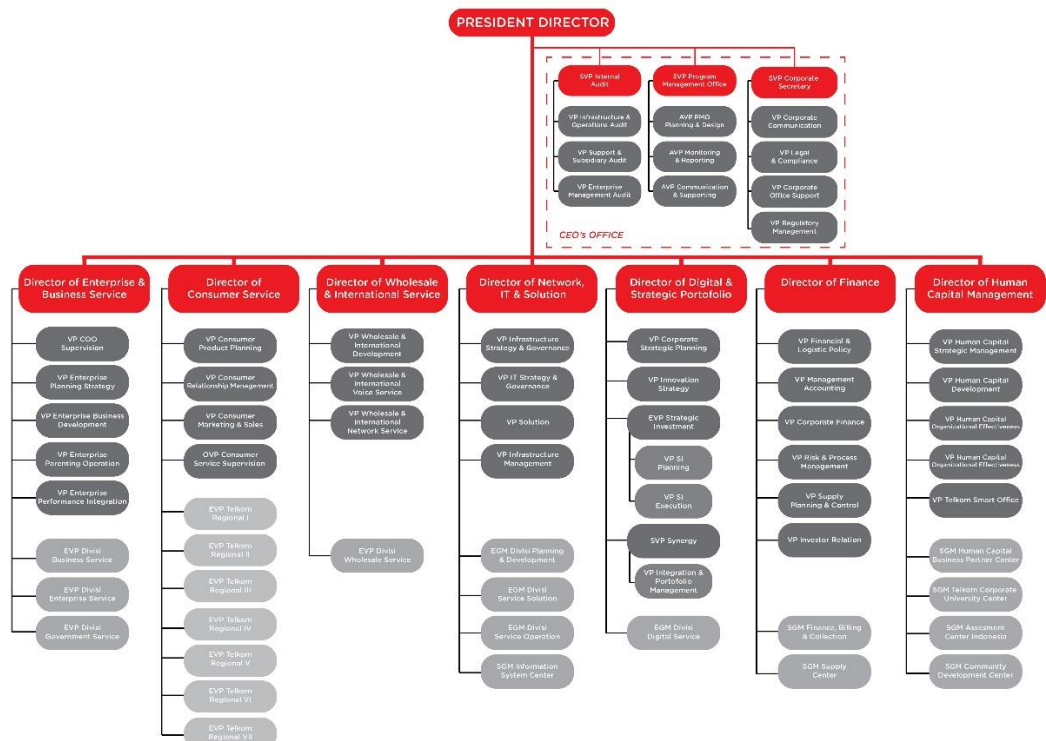 PRESIDENT DIRECTOR
SVP Internal
Audit
VP Infrastructure &
Operations Audit
VP Support &
Subsidiary Audit
VP Enterprise
Management Audit
SVP Program
Management Office
AVP PMO
Planning & Design
AVP Monitoring
& Reporting
AVP Communication
& Supporting
SVP Corporate
Secretary
VP Corporate
Communication
VP Legal
& Compliance
VP Corporate
Office Support
VP Regulatory
Management
CEO's OFFICE
Director of Enterprise &
Business Service
VP COO
Supervision
VP Enterprise
Planning Strategy
VP Enterprise Business
Development
VP Enterprise
Parenting Operation
VP Enterprise
Performance Integration
EVP Divisi
Business Service
EVP Divisi
Enterprise Service
EVP Divisi
Government Service
Director of
Consumer Service
VP Consumer
Product Planning
VP Consumer
Relationship Management
VP Consumer
Marketing & Sales
OVP Consumer
Service Supervision
EVP Telkom
Regional I
EVP Telkom
Regional II
EVP Telkom
Regional III
EVP Telkom
Regional IV
EVP Telkom
Regional V
EVP Telkom
Regional VI
EVP Telkom
Regional VII
Director of Wholesale
& International Service
VP Wholesale &
International
Development
VP Wholesale &
International
Voice Service
VP Wholesale &
International
Network Service
EVP Divisi
Wholesale Service
Director of Network,
IT & Solution
VP Infrastructure
Strategy & Governance
VP IT Strategy &
Governance
VP Solution
VP Infrastructure
Management
EGM Divisi Planning
& Development
EGM Divisi
Service Solution
EGM Divisi
Service Operation
SGM Information
System Center
Director of Digital &
Strategic Portofolio
VP Corporate
Strategic Planning
VP Innovation
Strategy
EVP Strategic
Investment
VP SI
Planning
VP SI
Execution
SVP Synergy
VP Integration &
Portofolio
Management
EGM Divisi
Digital Service
Director of Finance
VP Financial &
Logistic Policy
VP Management
Accounting
VP Corporate Finance
VP Risk & Process
Management
VP Supply
Planning & Control
VP Investor Relation
SGM Finance, Billing
& Collection
SGM Supply
Center
Director of Human
Capital Management
VP Human Capital
Strategic Management
VP Human Capital
Development
VP Human Capital
Organizational Effectiveness
VP Human Capital
Organizational Effectiveness
VP Telkom Smart Office
SGM Human Capital
Business Partner Center
SGM Telkom Corporate
University Center
SGM Assesment
Center Indonesia
SGM Community
Development Center